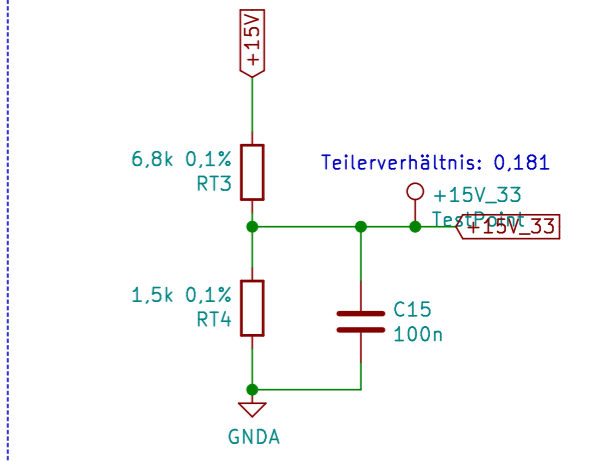 +15V
6,8k 0,1%
RT3
Teilerverhältnis: 0,181
+15V_33
TestPoint
+15V_33
1,5k 0,1%
RT4
C15
100n
GNDA